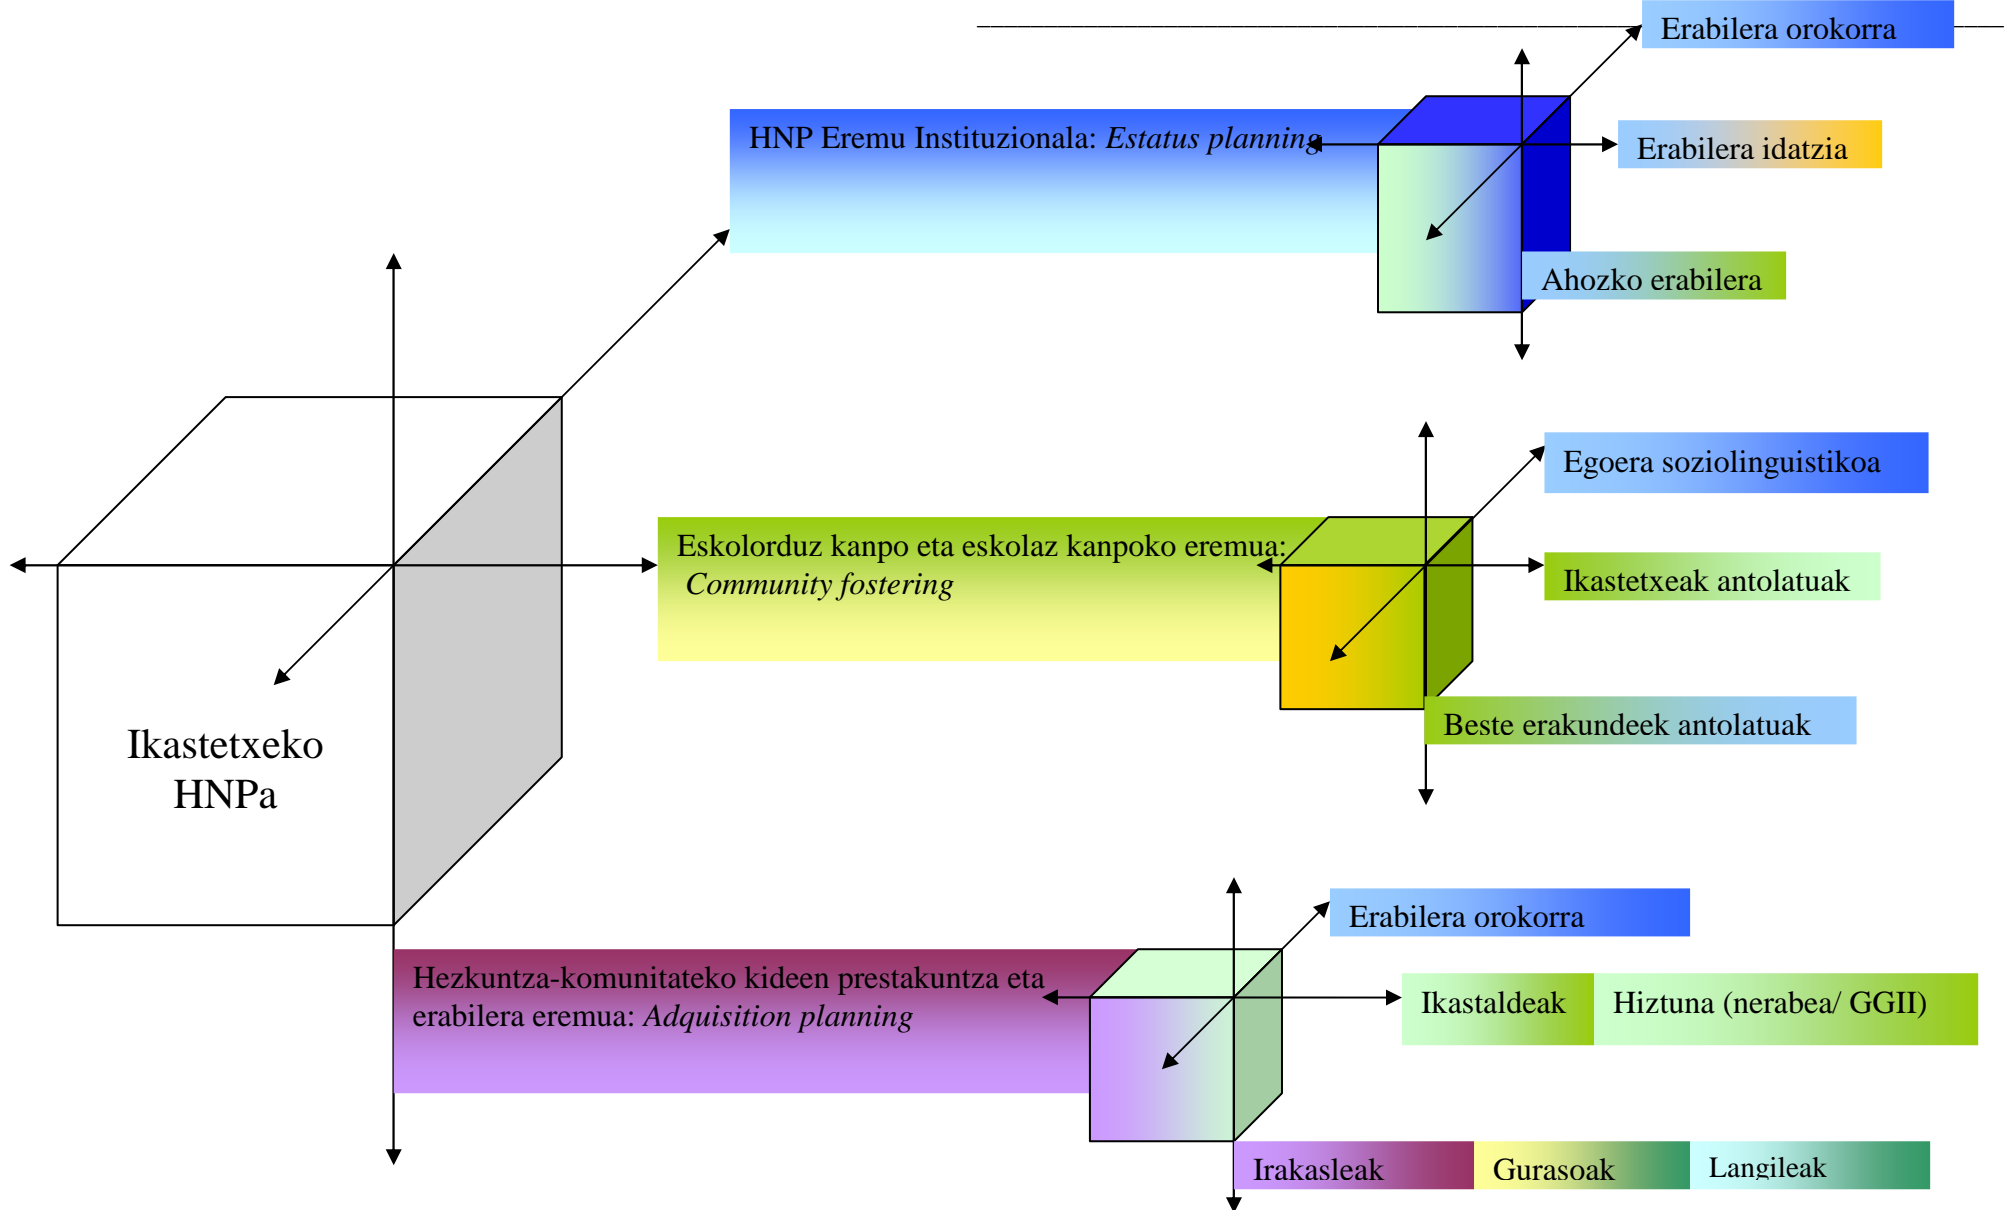 Erabilera orokorra
HNP Eremu Instituzionala: Estatus planning
Erabilera idatzia
Ahozko erabilera
Egoera soziolinguistikoa
Eskolorduz kanpo eta eskolaz kanpoko eremua:
Community fostering
Ikastetxeak antolatuak
Beste erakundeek antolatuak
Ikastetxeko
HNPa
Erabilera orokorra
Hezkuntza-komunitateko kideen prestakuntza eta
erabilera eremua: Adquisition planning
Ikastaldeak
Hiztuna (nerabea/ GGII)
Irakasleak
Gurasoak
Langileak